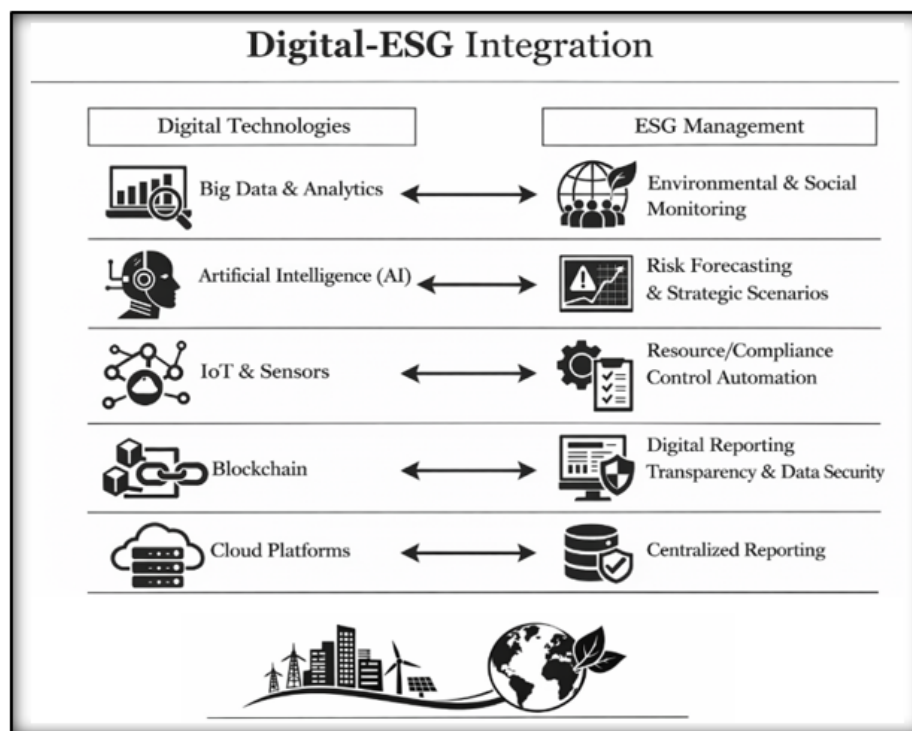 Digital-ESG Integration
Digital Technologies
ESG Management
Big Data & Analytics
Environmental & Social
Monitoring
Artificial Intelligence (AI)
Risk Forecasting
& Strategic Scenarios
IoT & Sensors
Resource/Compliance
Control Automation
Blockchain
Digital Reporting
Transparency & Data Security
Cloud Platforms
Centralized Reporting